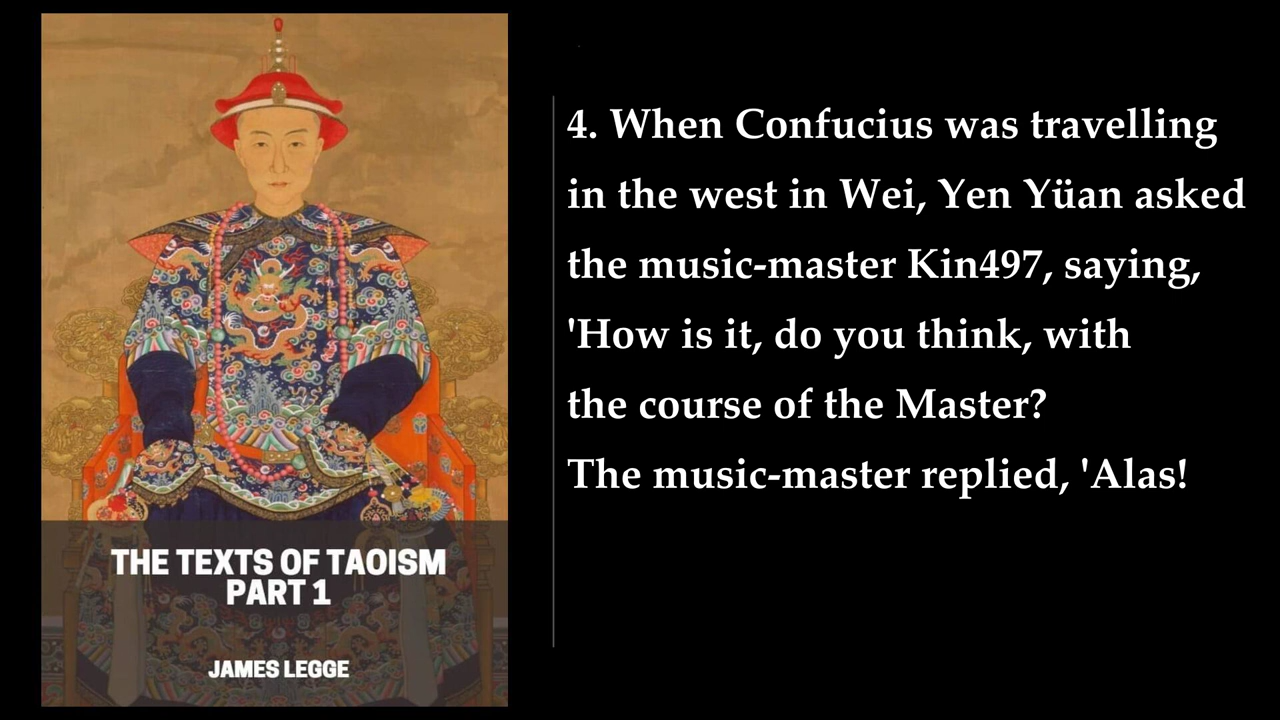 4. When Confucius was travelling
in the west in Wei, Yen Yüan asked
the music-master Kin497, saying,
'How is it, do you think, with
the course of the Master?
The music-master replied, 'Alas!
THE TEXTS OF TAOISM
PART 1
JAMES LEGGE